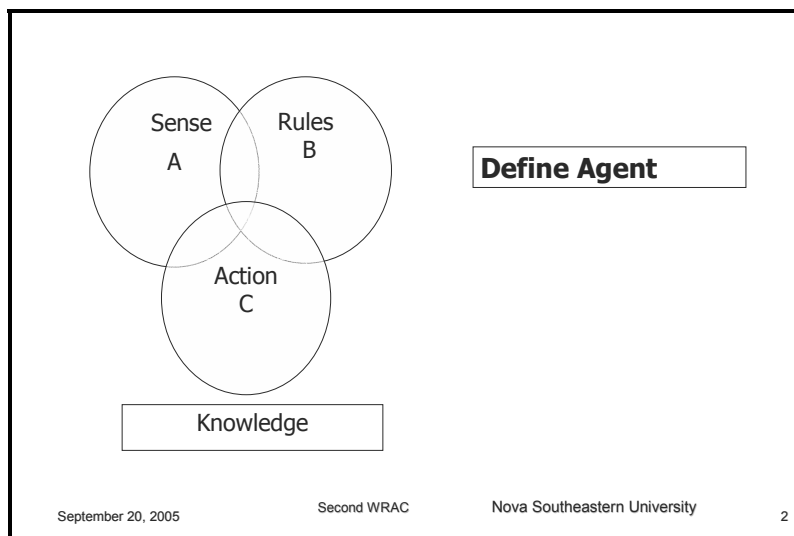 Sense
A
Rules
B
Define Agent
Action
C
Knowledge
September 20, 2005
Second WRAC
Nova Southeastern University
2